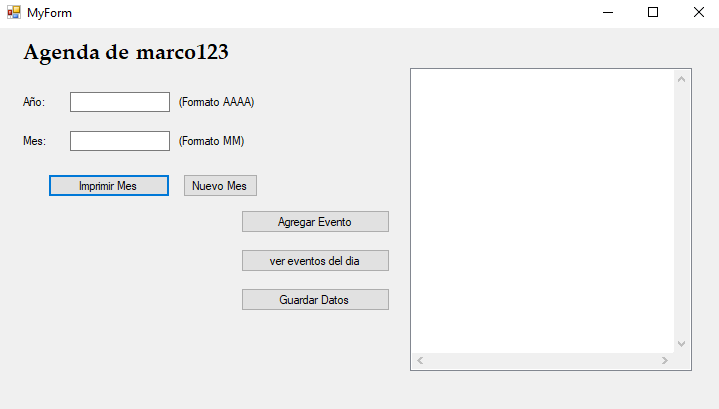 MyForm
Agenda de marco123
Año: (Formato AAAA)
Mes: (Formato MM)
Imprimir Mes Nuevo Mes
Agregar Evento
ver eventos del dia
Guardar Datos